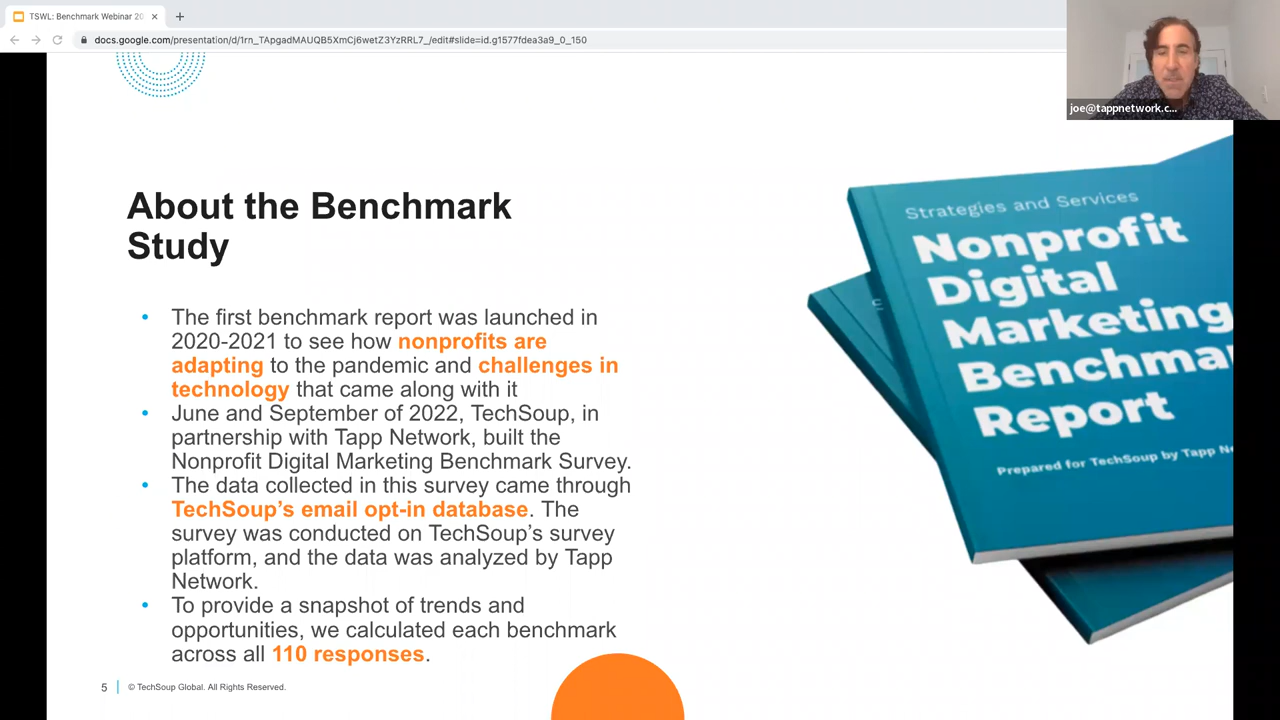 TSWL: Benchmark Webinar 20
docs.google.com/presentation/d/1rn_TApgadMAUQB5XmCj6wetZ3YzRRL7_/edit#slide=id.g1577fdea3a9_0_150
joe@tappnetwork.c...
About the Benchmark
Study
• The first benchmark report was launched in
2020-2021 to see how nonprofits are
adapting to the pandemic and challenges in
technology that came along with it
• June and September of 2022, TechSoup, in
partnership with Tapp Network, built the
Nonprofit Digital Marketing Benchmark Survey.
• The data collected in this survey came through
TechSoup’s email opt-in database. The
survey was conducted on TechSoup’s survey
platform, and the data was analyzed by Tapp
Network.
• To provide a snapshot of trends and
opportunities, we calculated each benchmark
across all 110 responses.
Strategies and Services
Nonprofit
Digital
Marketing
Benchmar
Report
Prepared for TechSoup by Tapp Ne
5
© TechSoup Global. All Rights Reserved.